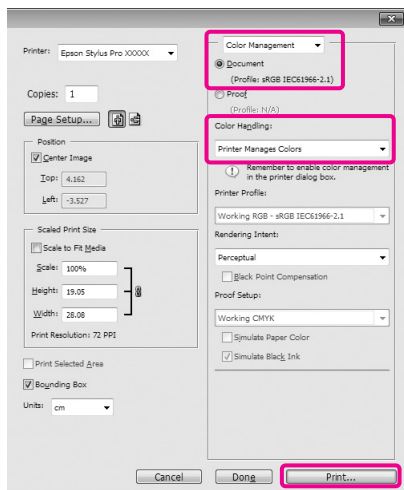 Printer: Epson Stylus Pro XXXXX
Copies: 1
Page Setup...
Position
Center Image
Top: 4.162
Left: -3.527
Scaled Print Size
Scale to Fit Media
Scale: 100%
Height: 19.05
Width: 28.08
Print Resolution: 72 PPI
Print Selected Area
Bounding Box
Units: cm
Color Management
Document
(Profile: sRGB IEC61966-2.1)
Proof
(Profile: N/A)
Color Handling:
Printer Manages Colors
Remember to enable color management
in the printer dialog box.
Printer Profile:
Working RGB - sRGB IEC61966-2.1
Rendering Intent:
Perceptual
Black Point Compensation
Proof Setup:
Working CMYK
Simulate Paper Color
Simulate Black Ink
Cancel
Done
Print...